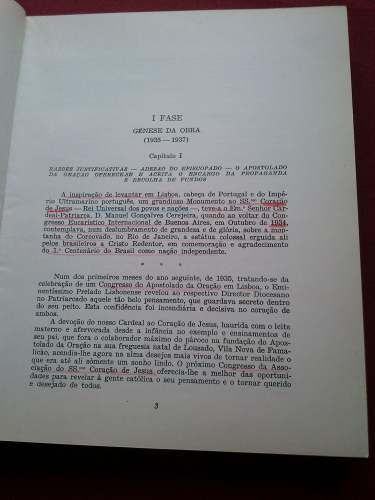 I FASE
GÉNESE DA OBRA
(1935 — 1937)
Capítulo I
RAZÕES JUSTIFICATIVAS — ADESÃO DO EPISCOPADO — O APOSTOLADO
DA ORAÇÃO OFERECE-SE E ACEITA O ENCARGO DA PROPAGANDA
E RECOLHA DE FUNDOS
A inspiração de levantar em Lisboa, cabeça de Portugal e do Impé-
rio Ultramarino português, um grandioso Monumento ao SS.mo Coração
de Jesus — Rei Universal dos povos e nações —, teve-a o Em.º Senhor Car-
deal-Patriarca, D. Manuel Gonçalves Cerejeira, quando ao voltar do Con-
gresso Eucarístico Internacional de Buenos Aires, em Outubro de 1934,
contemplava, num deslumbramento de grandeza e de glória, sobre a mon-
tanha do Corcovado, no Rio de Janeiro, a estátua colossal erguida ali
pelos brasileiros a Cristo Redentor, em comemoração e agradecimento
do 1.º Centenário do Brasil como nação independente.
* * *
Num dos primeiros meses do ano seguinte, de 1935, tratando-se da
celebração de um Congresso do Apostolado da Oração em Lisboa, o Emi-
nentíssimo Prelado Lisbonense revelou ao respectivo Director Diocesano
no Patriarcado aquele tão belo pensamento, que guardava secreto dentro
do seu peito. Esta confidência foi incendiária e decisiva no coração de
ambos.
A devoção do nosso Cardeal ao Coração de Jesus, haurida com o leite
materno e afervorada desde a infância no exemplo e ensinamentos de
seu pai, que fora o colaborador máximo do pároco na fundação do Apos-
tolado da Oração na sua freguesia natal de Lousado, Vila Nova de Fama-
licão, acendia-lhe agora na alma desejos mais vivos de tornar realidade o
que era até ali sòmente um sonho lindo. O próximo Congresso da Asso-
ciação do SS.mo Coração de Jesus oferecia-lhe a melhor das oportuni-
dades para revelar à gente católica o seu pensamento e o tornar querido
e desejado de todos.
3